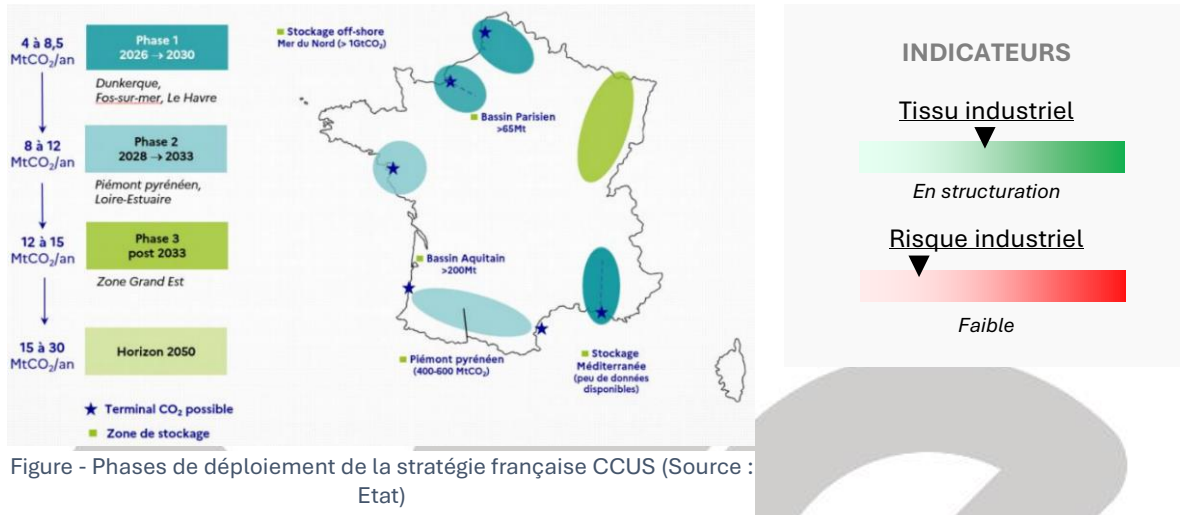 4 à 8,5
MtCO₂/an
Phase 1
2026 → 2030
Dunkerque,
Fos-sur-mer, Le Havre
8 à 12
MtCO₂/an
Phase 2
2028 → 2033
Piémont pyrénéen,
Loire-Estuaire
12 à 15
MtCO₂/an
Phase 3
post 2033
Zone Grand Est
15 à 30
MtCO₂/an
Horizon 2050
Terminal CO₂ possible
Zone de stockage
Stockage off-shore
Mer du Nord (> 1GtCO₂)
Bassin Parisien
>65Mt
Bassin Aquitain
>200Mt
Piémont pyrénéen
(400-600 MtCO₂)
Stockage
Méditerranée
(peu de données
disponibles)
Figure - Phases de déploiement de la stratégie française CCUS (Source :
Etat)
INDICATEURS
Tissu industriel
En structuration
Risque industriel
Faible